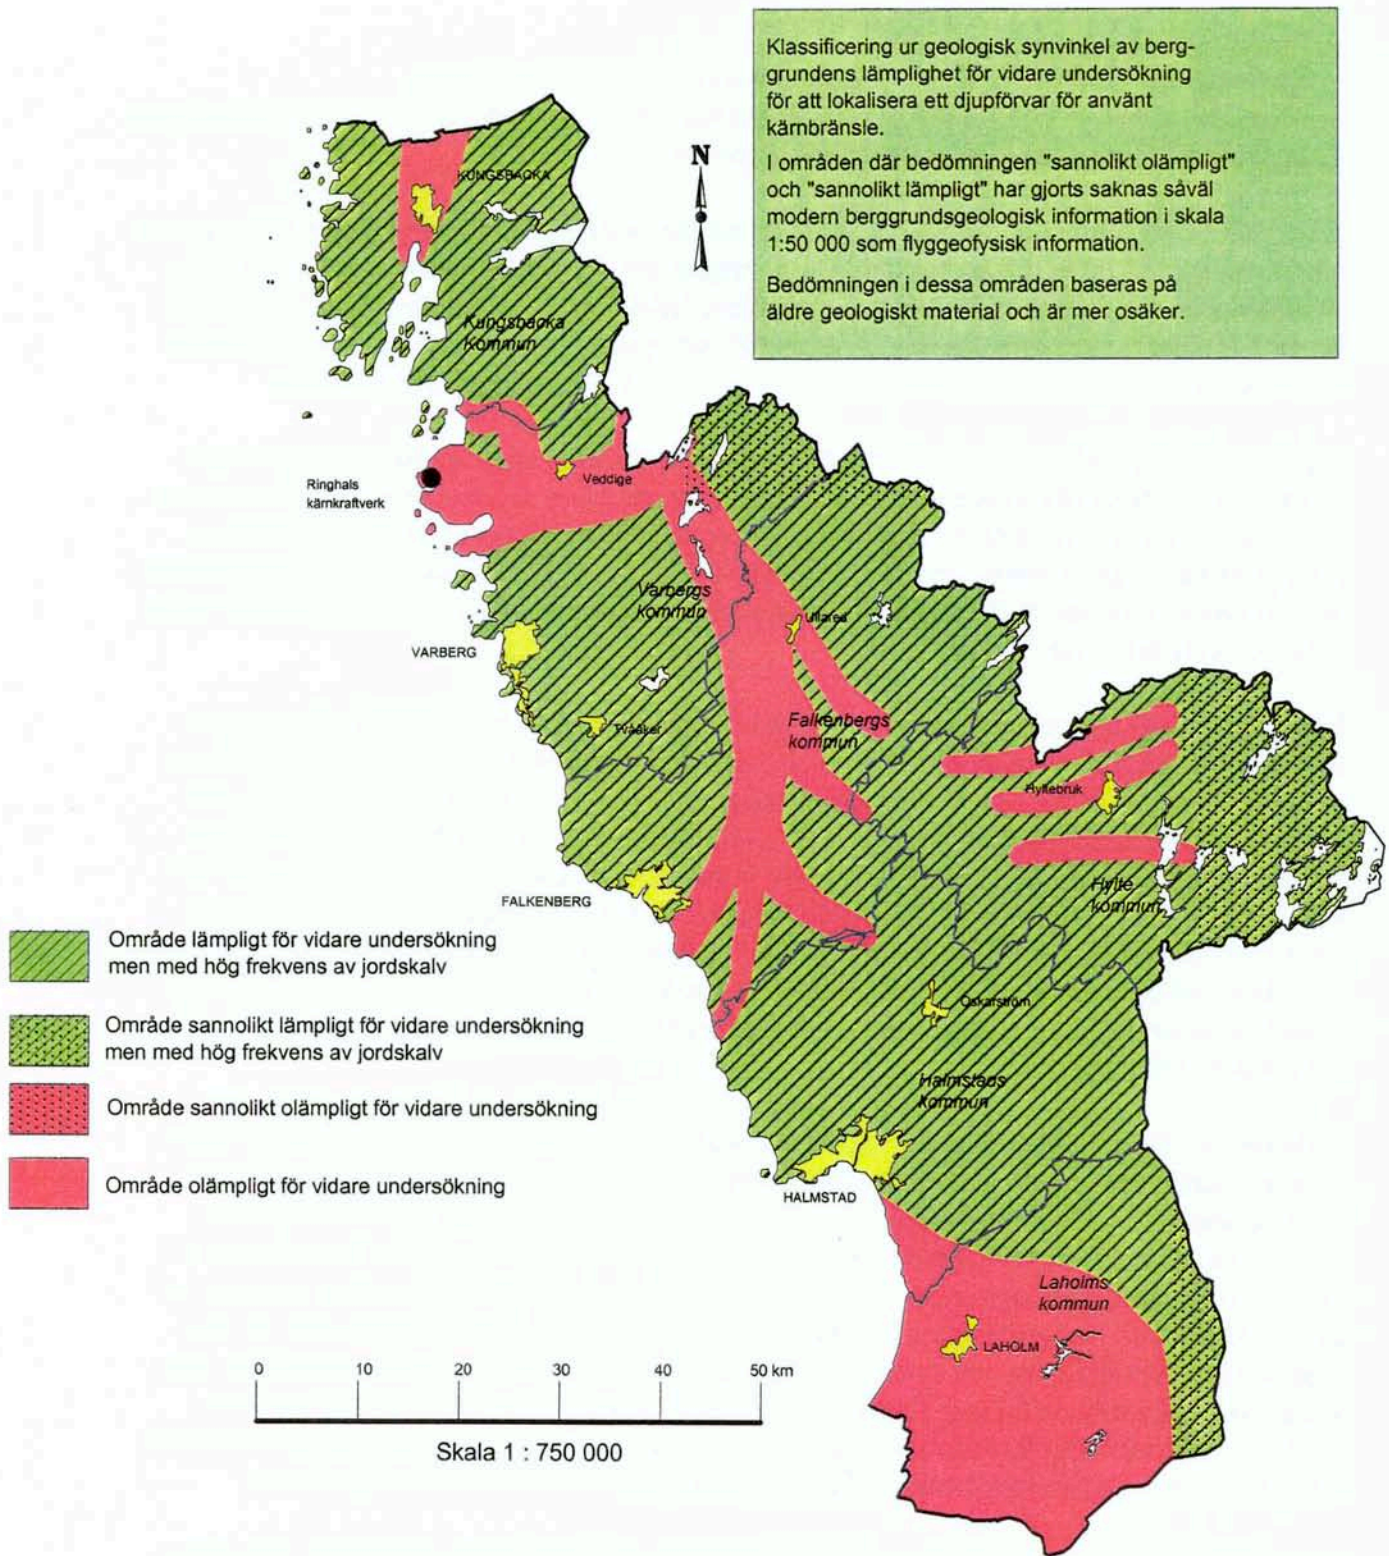 Klassificering ur geologisk synvinkel av berg-
grundens lämplighet för vidare undersökning
för att lokalisera ett djupförvar för använt
kärnbränsle.
I områden där bedömningen "sannolikt olämpligt"
och "sannolikt lämpligt" har gjorts saknas såväl
modern berggrundsgeologisk information i skala
1:50 000 som flyggeofysisk information.
Bedömningen i dessa områden baseras på
äldre geologiskt material och är mer osäker.
N
KUNGSBACKA
Kungsbacka
Kommun
Ringhals
kärnkraftverk
Veddige
Varbergs
kommun
Ullared
VARBERG
Tvååker
Falkenbergs
kommun
Hyltebruk
Hylte
kommun
FALKENBERG
Oskarström
Halmstads
kommun
HALMSTAD
Laholms
kommun
LAHOLM
Område lämpligt för vidare undersökning
men med hög frekvens av jordskalv
Område sannolikt lämpligt för vidare undersökning
men med hög frekvens av jordskalv
Område sannolikt olämpligt för vidare undersökning
Område olämpligt för vidare undersökning
0 10 20 30 40 50 km
Skala 1 : 750 000